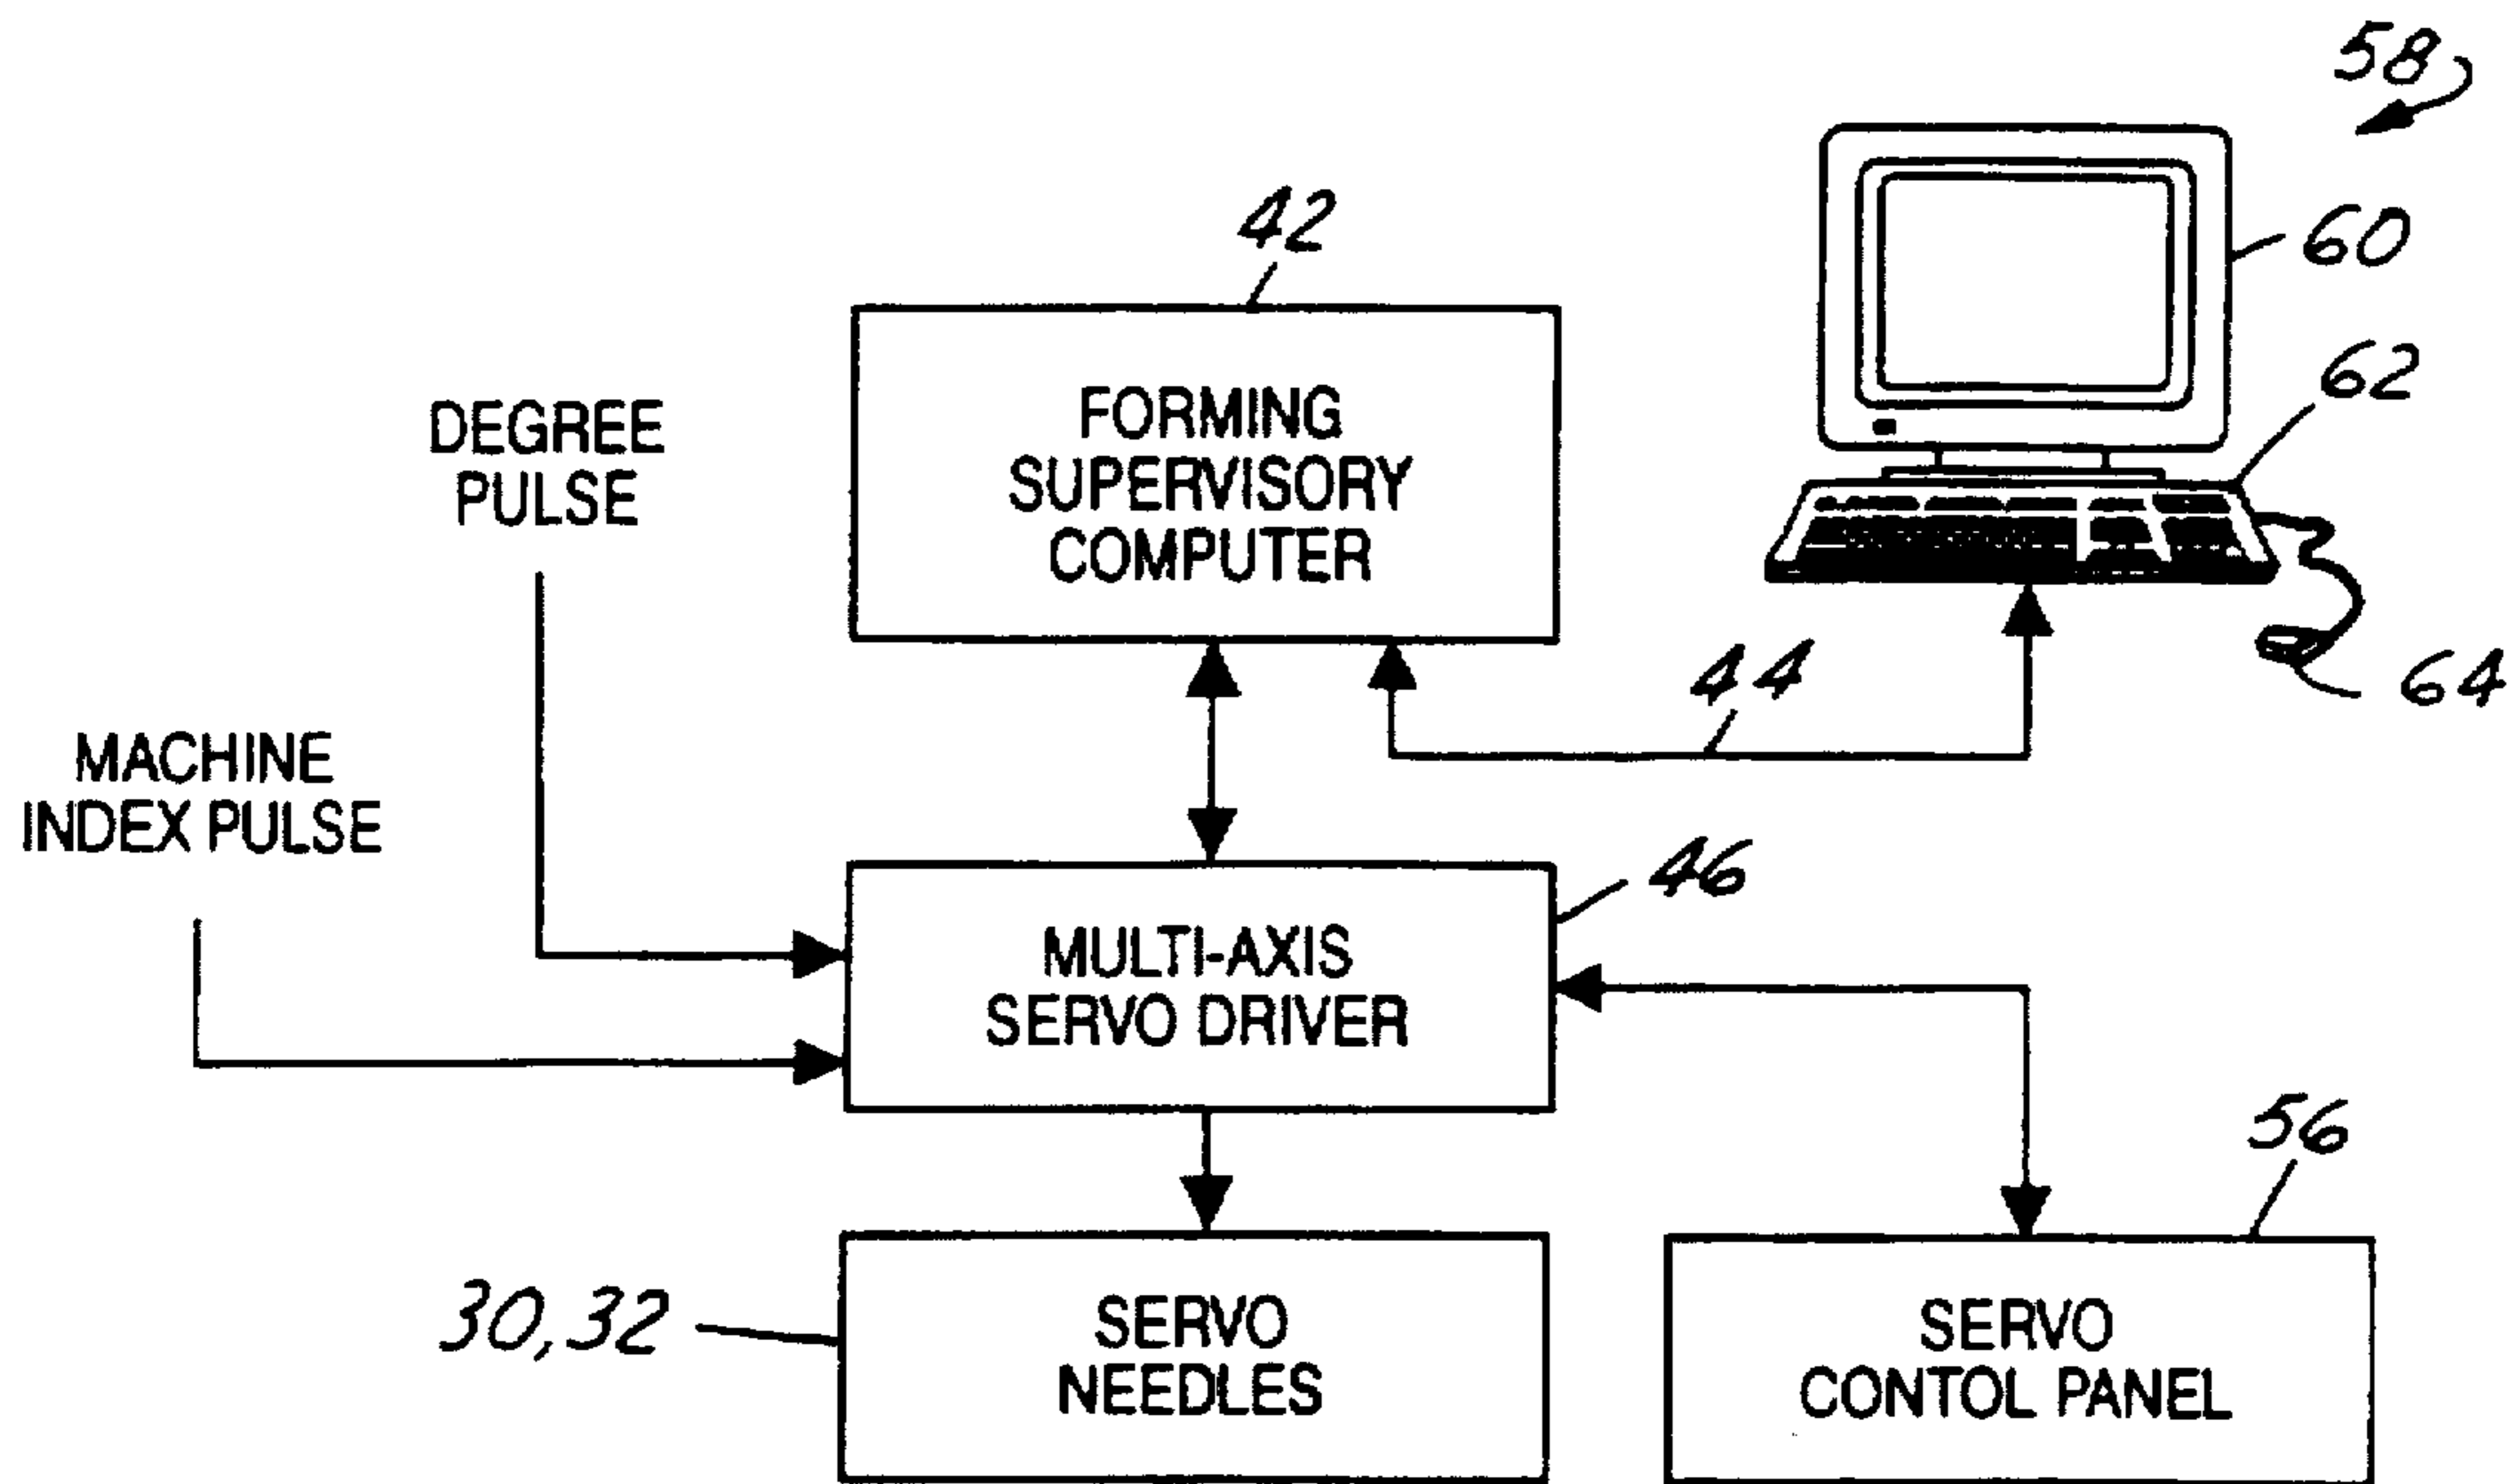 58
42
60
FORMING
SUPERVISORY
COMPUTER
62
DEGREE
PULSE
44
64
MACHINE
INDEX PULSE
46
MULTI-AXIS
SERVO DRIVER
56
30,32
SERVO
NEEDLES
SERVO
CONTOL PANEL